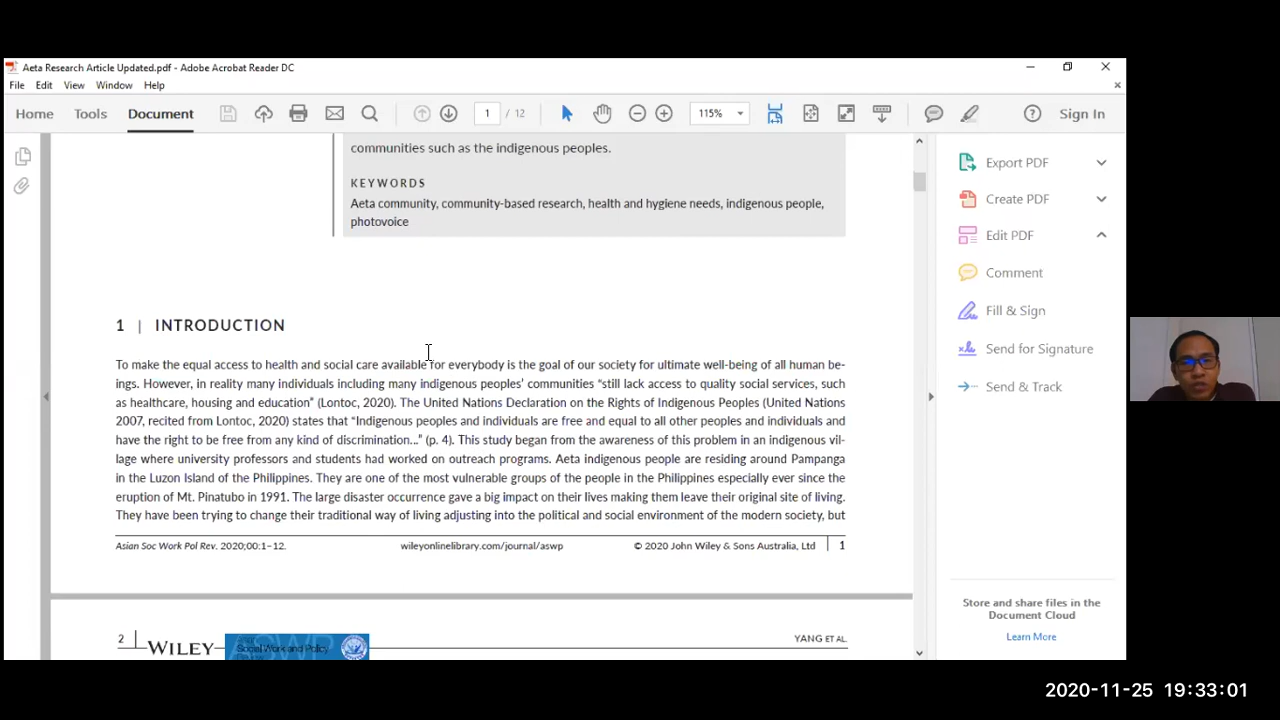 Aeta Research Article Updated.pdf - Adobe Acrobat Reader DC
File Edit View Window Help
Home Tools Document 1 / 12 115% Sign In
communities such as the indigenous peoples.
KEYWORDS
Aeta community, community-based research, health and hygiene needs, indigenous people,
photovoice
1 | INTRODUCTION
To make the equal access to health and social care available for everybody is the goal of our society for ultimate well-being of all human be-
ings. However, in reality many individuals including many indigenous peoples' communities "still lack access to quality social services, such
as healthcare, housing and education" (Lontoc, 2020). The United Nations Declaration on the Rights of Indigenous Peoples (United Nations
2007, recited from Lontoc, 2020) states that "Indigenous peoples and individuals are free and equal to all other peoples and individuals and
have the right to be free from any kind of discrimination..." (p. 4). This study began from the awareness of this problem in an indigenous vil-
lage where university professors and students had worked on outreach programs. Aeta indigenous people are residing around Pampanga
in the Luzon Island of the Philippines. They are one of the most vulnerable groups of the people in the Philippines especially ever since the
eruption of Mt. Pinatubo in 1991. The large disaster occurrence gave a big impact on their lives making them leave their original site of living.
They have been trying to change their traditional way of living adjusting into the political and social environment of the modern society, but
Asian Soc Work Pol Rev. 2020;00:1–12. wileyonlinelibrary.com/journal/aswp © 2020 John Wiley & Sons Australia, Ltd | 1
2 | WILEY Social Work and Policy YANG ET AL.
Export PDF
Create PDF
Edit PDF
Comment
Fill & Sign
Send for Signature
Send & Track
Store and share files in the
Document Cloud
Learn More
2020-11-25 19:33:01